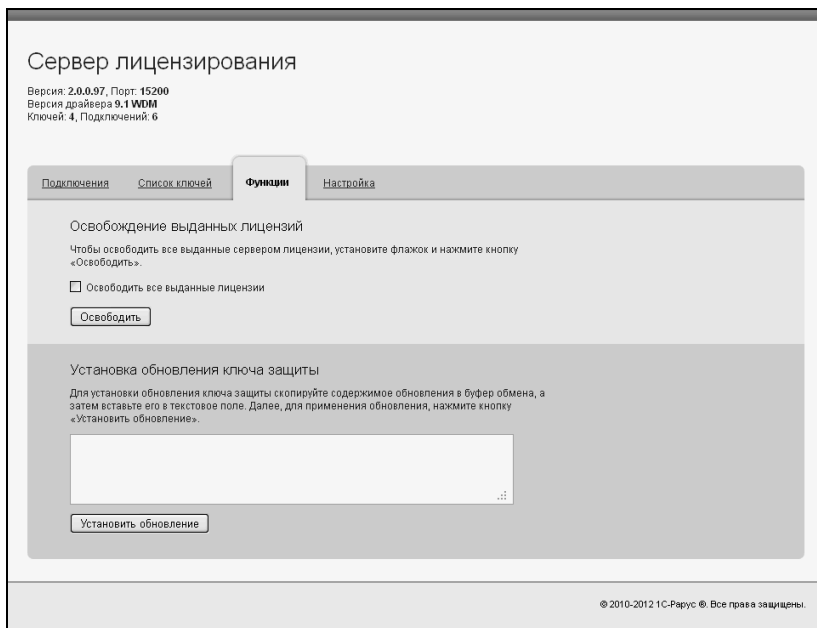 Сервер лицензирования
Версия: 2.0.0.97, Порт: 15200
Версия драйвера 9.1 WDM
Ключей: 4, Подключений: 6
Подключения Список ключей Функции Настройка
Освобождение выданных лицензий
Чтобы освободить все выданные сервером лицензии, установите флажок и нажмите кнопку
«Освободить».
Освободить все выданные лицензии
Освободить
Установка обновления ключа защиты
Для установки обновления ключа защиты скопируйте содержимое обновления в буфер обмена, а
затем вставьте его в текстовое поле. Далее, для применения обновления, нажмите кнопку
«Установить обновление».
Установить обновление
© 2010-2012 1С-Рарус ®. Все права защищены.